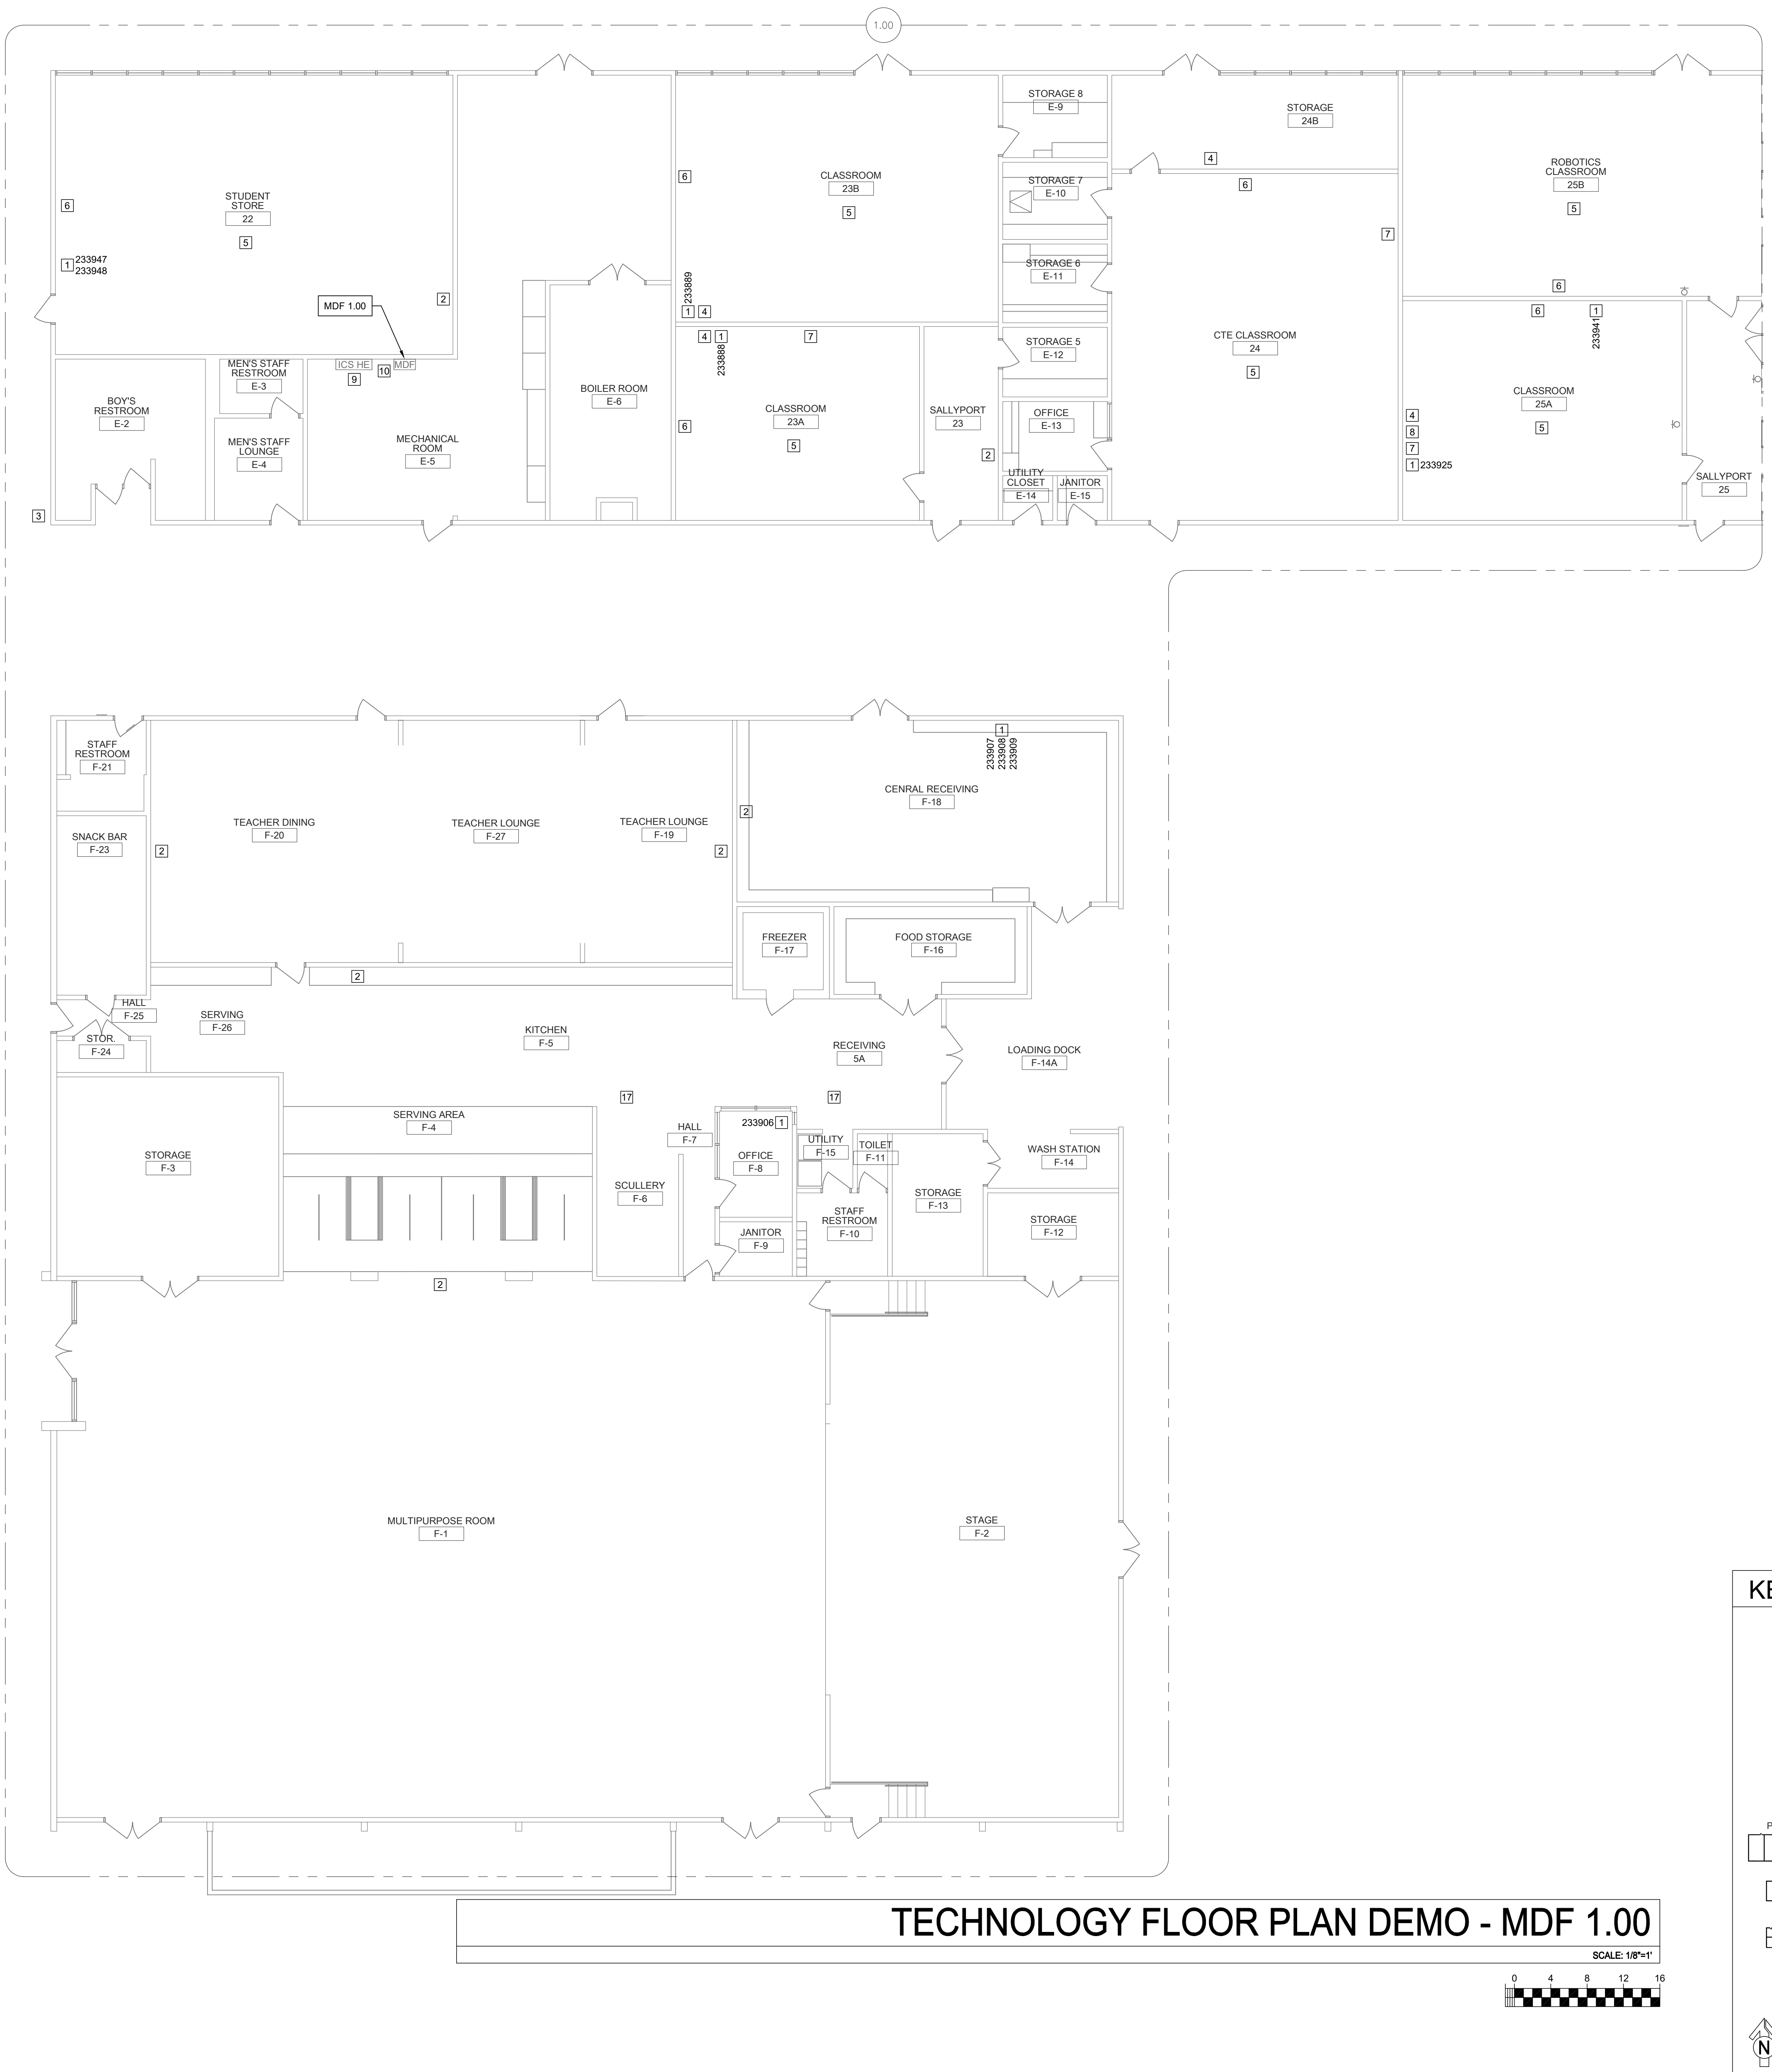 1.00
STORAGE 8
E-9
STORAGE
24B
4
6
CLASSROOM
23B
5
6
STORAGE 7
E-10
ROBOTICS
CLASSROOM
25B
5
6
STUDENT
STORE
22
5
6
1 233947
233948
2
7
STORAGE 6
E-11
233889
1 4
4 1
233888
7
MDF 1.00
ICS HE
MDF
9
10
6 1
233941
STORAGE 5
E-12
CTE CLASSROOM
24
5
MEN'S STAFF
RESTROOM
E-3
BOY'S
RESTROOM
E-2
MEN'S STAFF
LOUNGE
E-4
MECHANICAL
ROOM
E-5
BOILER ROOM
E-6
CLASSROOM
23A
5
6
SALLYPORT
23
2
OFFICE
E-13
CLASSROOM
25A
5
4
8
7
1 233925
UTILITY
CLOSET
E-14
JANITOR
E-15
SALLYPORT
25
3
STAFF
RESTROOM
F-21
1
233907
233908
233909
CENRAL RECEIVING
F-18
2
TEACHER DINING
F-20
TEACHER LOUNGE
F-27
TEACHER LOUNGE
F-19
SNACK BAR
F-23
2
2
FREEZER
F-17
FOOD STORAGE
F-16
2
HALL
F-25
SERVING
F-26
KITCHEN
F-5
STOR.
F-24
RECEIVING
5A
LOADING DOCK
F-14A
17
17
SERVING AREA
F-4
HALL
F-7
233906 1
STORAGE
F-3
OFFICE
F-8
UTILITY
F-15
TOILET
F-11
WASH STATION
F-14
SCULLERY
F-6
STORAGE
F-13
STAFF
RESTROOM
F-10
STORAGE
F-12
JANITOR
F-9
2
MULTIPURPOSE ROOM
F-1
STAGE
F-2
KE
P
TECHNOLOGY FLOOR PLAN DEMO - MDF 1.00
SCALE: 1/8"=1'
0 4 8 12 16
N